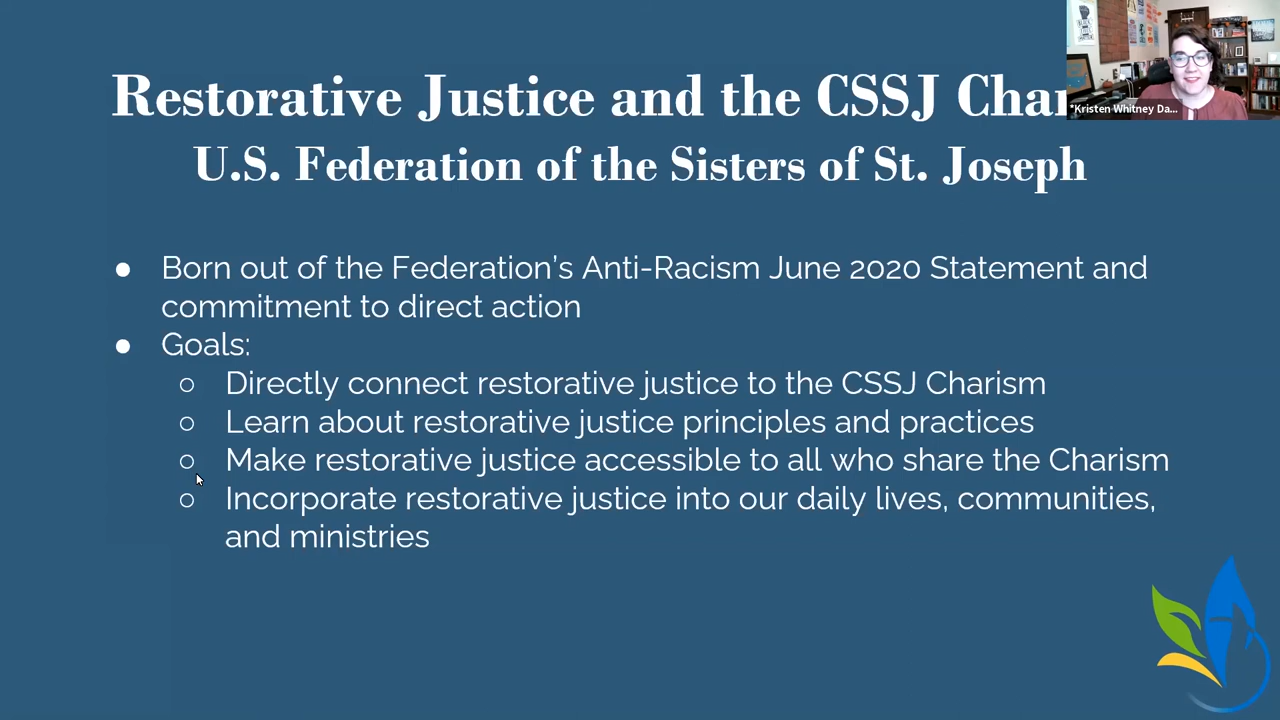 Restorative Justice and the CSSJ
U.S. Federation of the Sisters of St. Joseph
*Kristen Whitney Da...
● Born out of the Federation's Anti-Racism June 2020 Statement and
commitment to direct action
● Goals:
○ Directly connect restorative justice to the CSSJ Charism
○ Learn about restorative justice principles and practices
○ Make restorative justice accessible to all who share the Charism
○ Incorporate restorative justice into our daily lives, communities,
and ministries